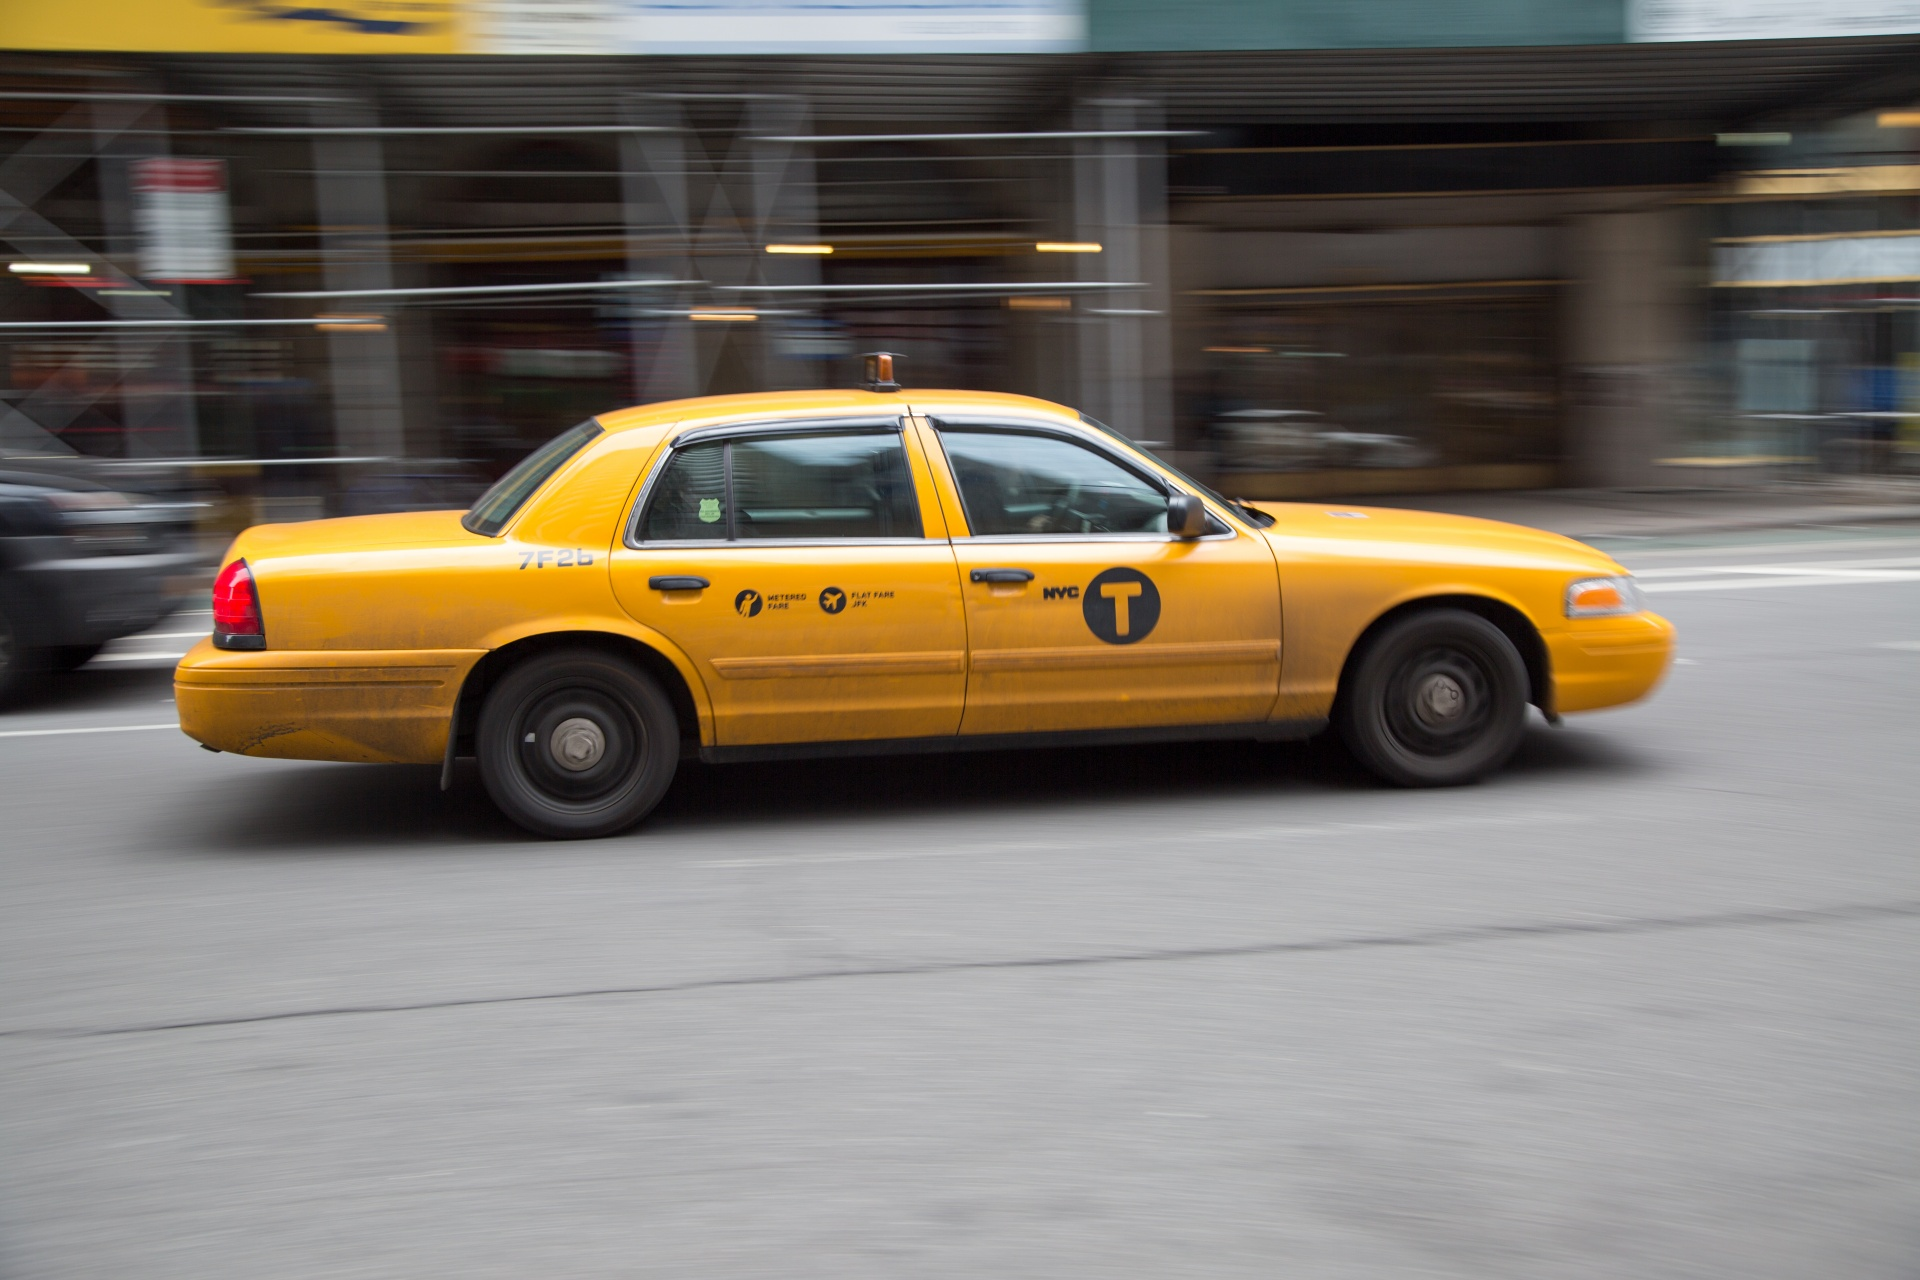 7F26
METERED
FARE
FLAT FARE
JFK
NYC T